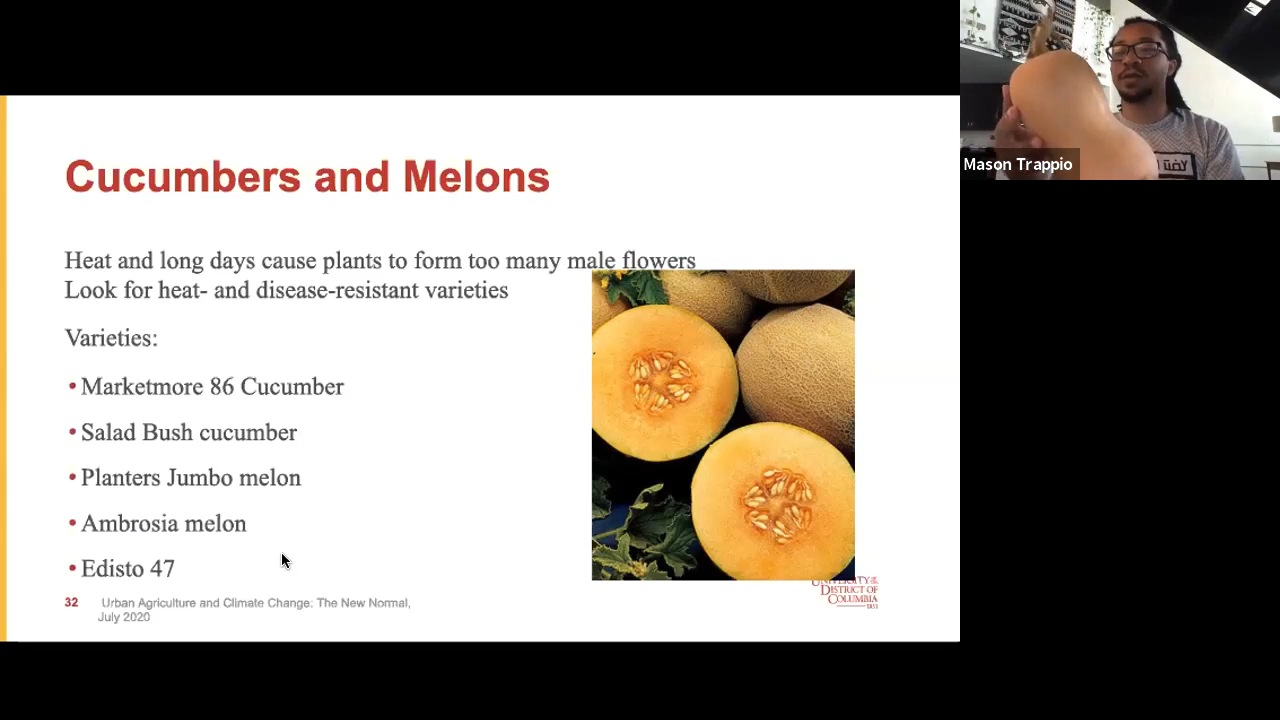 Cucumbers and Melons
Heat and long days cause plants to form too many male flowers
Look for heat- and disease-resistant varieties
Varieties:
• Marketmore 86 Cucumber
• Salad Bush cucumber
• Planters Jumbo melon
• Ambrosia melon
• Edisto 47
32 Urban Agriculture and Climate Change: The New Normal,
July 2020
UNIVERSITY OF THE
DISTRICT OF
COLUMBIA
Mason Trappio